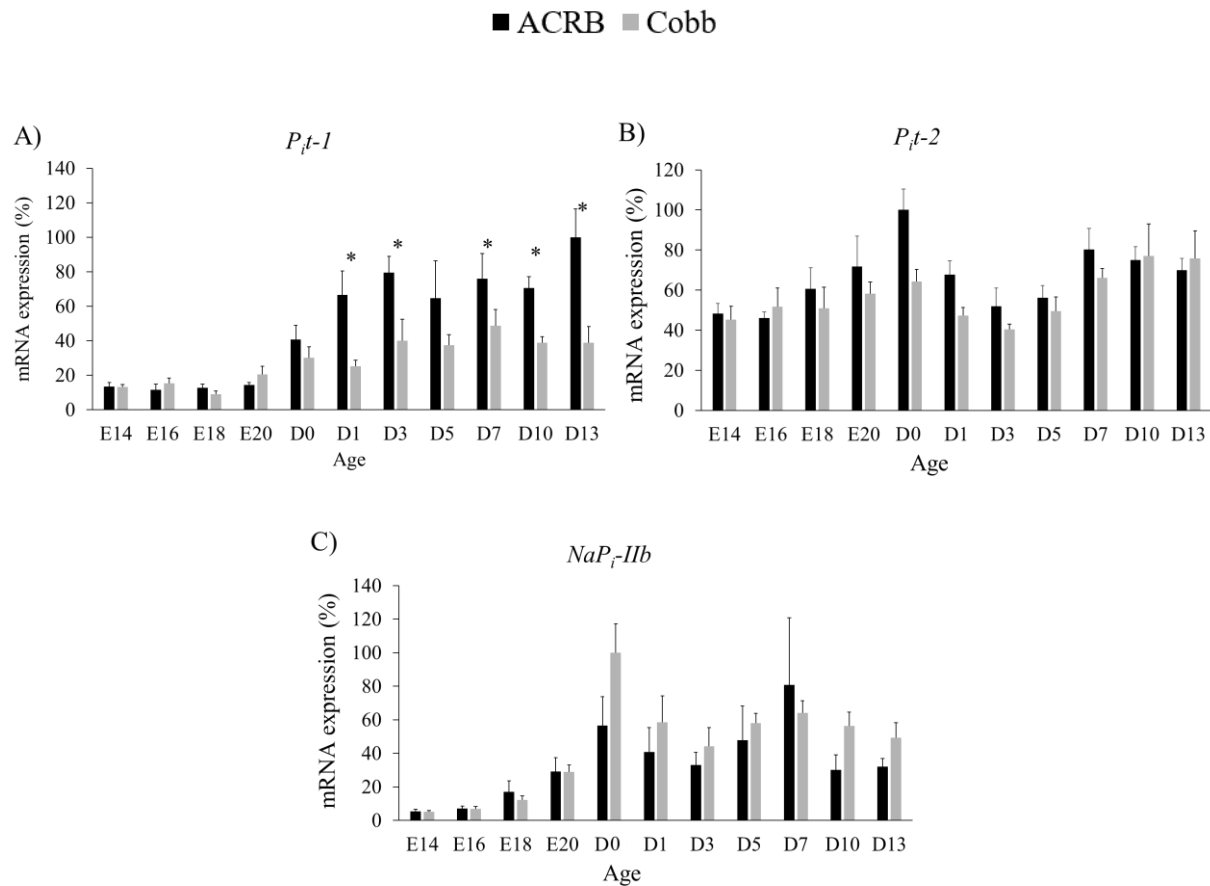 ACRB Cobb
A)
P_it-1
mRNA expression (%)
140
120
100
80
60
40
20
0
* * * * *
E14 E16 E18 E20 D0 D1 D3 D5 D7 D10 D13
Age
B)
P_it-2
mRNA expression (%)
120
100
80
60
40
20
0
E14 E16 E18 E20 D0 D1 D3 D5 D7 D10 D13
Age
C)
NaP_i-IIb
mRNA expression (%)
140
120
100
80
60
40
20
0
E14 E16 E18 E20 D0 D1 D3 D5 D7 D10 D13
Age